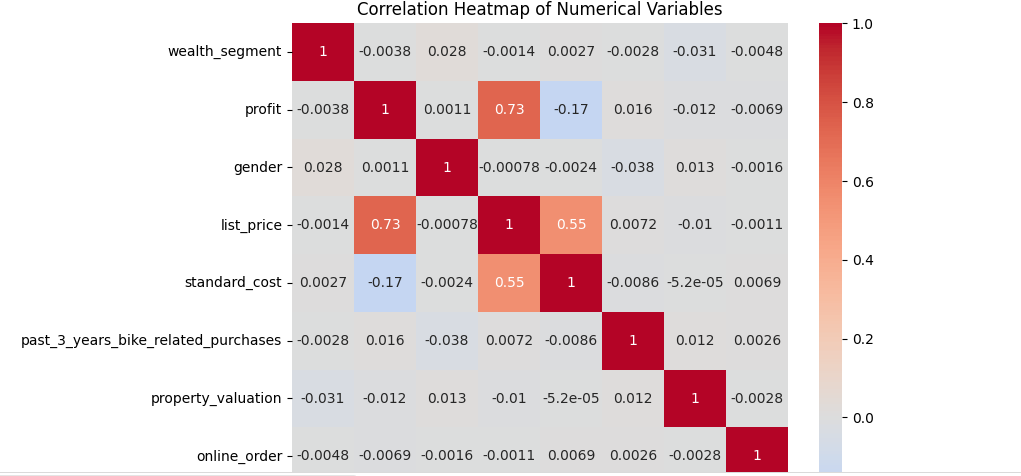 Correlation Heatmap of Numerical Variables
wealth_segment 1 -0.0038 0.028 -0.0014 0.0027 -0.0028 -0.031 -0.0048
profit -0.0038 1 0.0011 0.73 -0.17 0.016 -0.012 -0.0069
gender 0.028 0.0011 1 -0.00078 -0.0024 -0.038 0.013 -0.0016
list_price -0.0014 0.73 -0.00078 1 0.55 0.0072 -0.01 -0.0011
standard_cost 0.0027 -0.17 -0.0024 0.55 1 -0.0086 -5.2e-05 0.0069
past_3_years_bike_related_purchases -0.0028 0.016 -0.038 0.0072 -0.0086 1 0.012 0.0026
property_valuation -0.031 -0.012 0.013 -0.01 -5.2e-05 0.012 1 -0.0028
online_order -0.0048 -0.0069 -0.0016 -0.0011 0.0069 0.0026 -0.0028 1
1.0
0.8
0.6
0.4
0.2
0.0